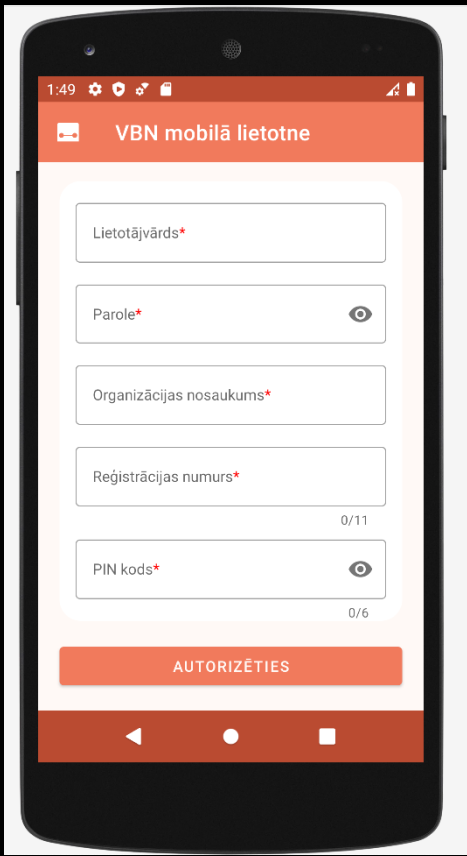 1:49
VBN mobilā lietotne
Lietotājvārds*
Parole*
Organizācijas nosaukums*
Reģistrācijas numurs*
0/11
PIN kods*
0/6
AUTORIZĒTIES